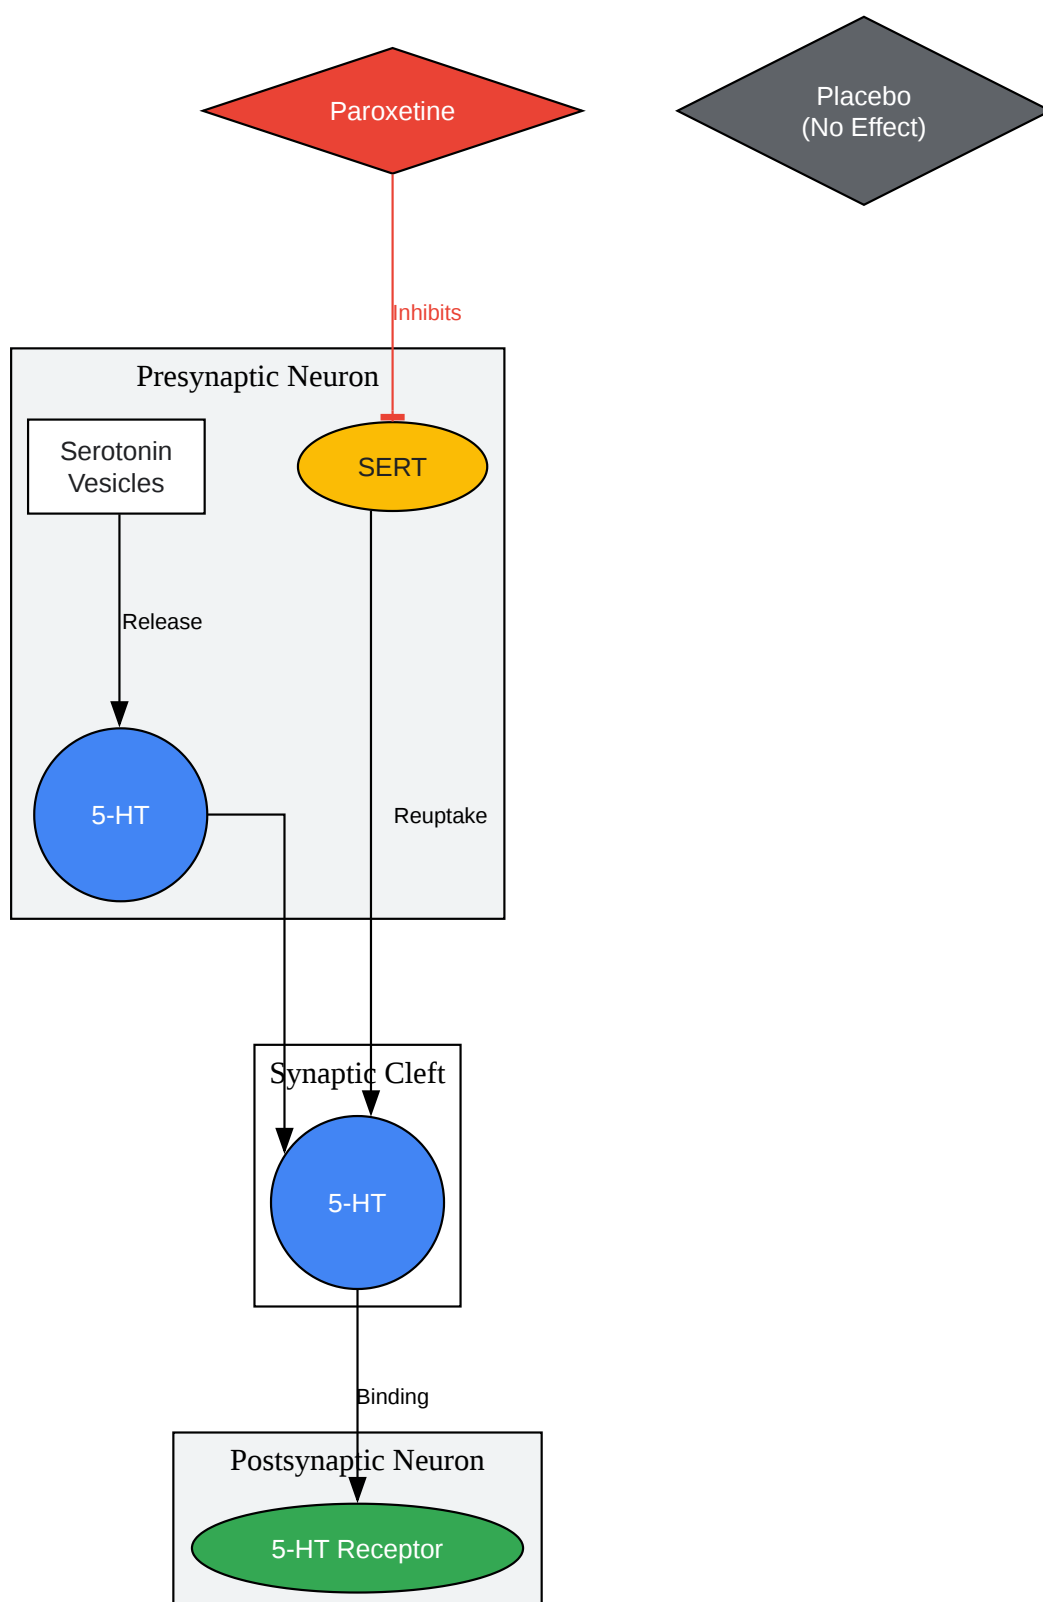 Paroxetine
Placebo
(No Effect)
Inhibits
Presynaptic Neuron
Serotonin
Vesicles
SERT
Release
5-HT
Reuptake
Synaptic Cleft
5-HT
Binding
Postsynaptic Neuron
5-HT Receptor